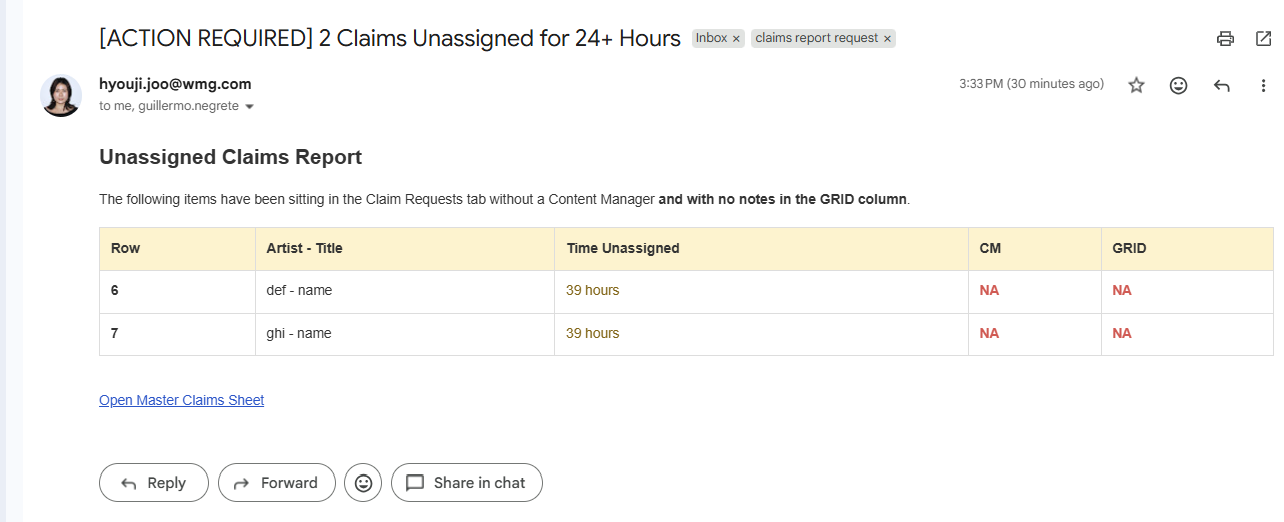 [ACTION REQUIRED] 2 Claims Unassigned for 24+ Hours Inbox × claims report request ×
hyouji.joo@wmg.com 3:33 PM (30 minutes ago)
to me, guillermo.negrete
Unassigned Claims Report
The following items have been sitting in the Claim Requests tab without a Content Manager and with no notes in the GRID column.
Row Artist - Title Time Unassigned CM GRID
6 def - name 39 hours NA NA
7 ghi - name 39 hours NA NA
Open Master Claims Sheet
Reply Forward Share in chat